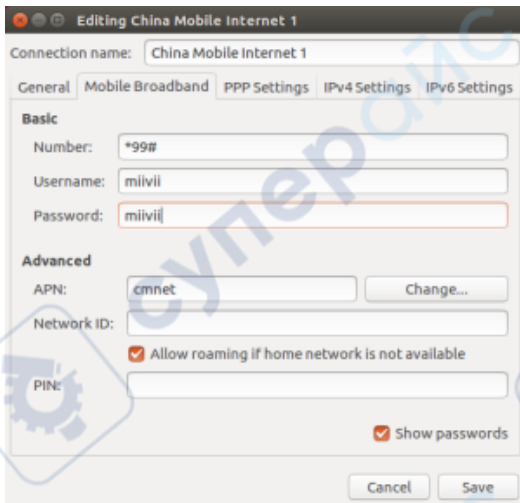 Editing China Mobile Internet 1
Connection name: China Mobile Internet 1
General Mobile Broadband PPP Settings IPv4 Settings IPv6 Settings
Basic
Number: *99#
Username: miivii
Password: miivii
Advanced
APN: cmnet Change...
Network ID:
Allow roaming if home network is not available
PIN:
Show passwords
Cancel Save
суперайс